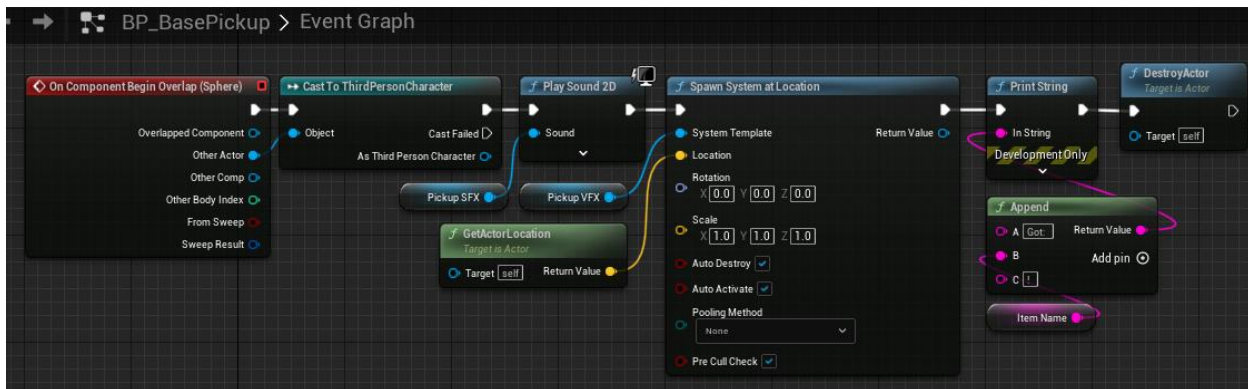 BP_BasePickup > Event Graph
On Component Begin Overlap (Sphere)
Overlapped Component
Other Actor
Other Comp
Other Body Index
From Sweep
Sweep Result
Cast To ThirdPersonCharacter
Object
Cast Failed
As Third Person Character
Pickup SFX
GetActorLocation
Target is Actor
Target self
Return Value
Play Sound 2D
Sound
Pickup VFX
Spawn System at Location
System Template
Return Value
Location
Rotation
X 0.0 Y 0.0 Z 0.0
Scale
X 1.0 Y 1.0 Z 1.0
Auto Destroy
Auto Activate
Pooling Method
None
Pre Cull Check
Print String
In String
Development Only
Append
A Got:
Return Value
B
Add pin
C !
Item Name
DestroyActor
Target is Actor
Target self